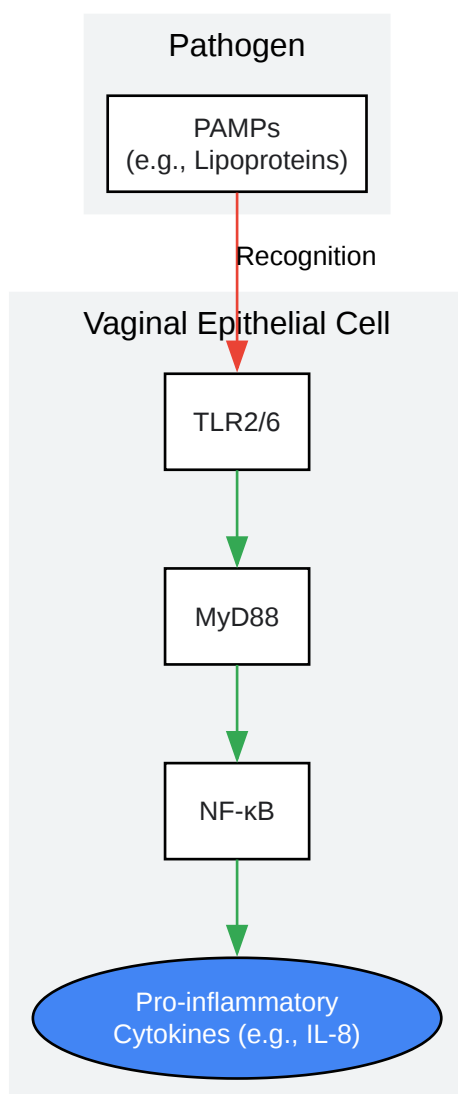 Pathogen
PAMPs
(e.g., Lipoproteins)
Recognition
Vaginal Epithelial Cell
TLR2/6
MyD88
NF-κB
Pro-inflammatory
Cytokines (e.g., IL-8)